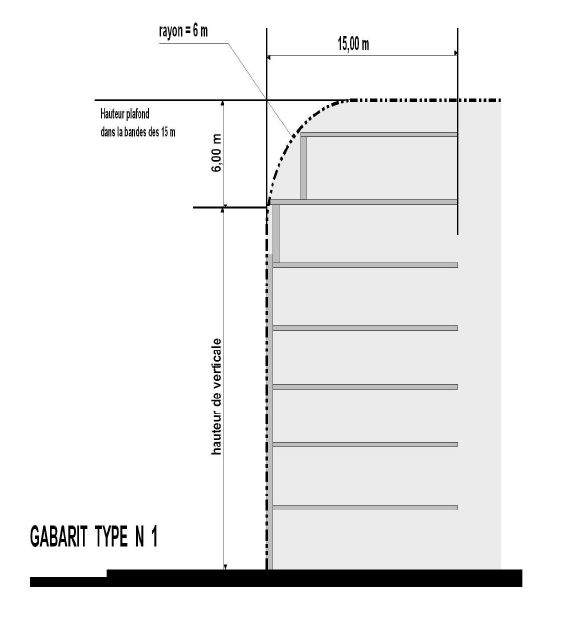 rayon = 6 m
15,00 m
Hauteur plafond
dans la bandes des 15 m
6,00 m
hauteur de verticale
GABARIT TYPE N 1